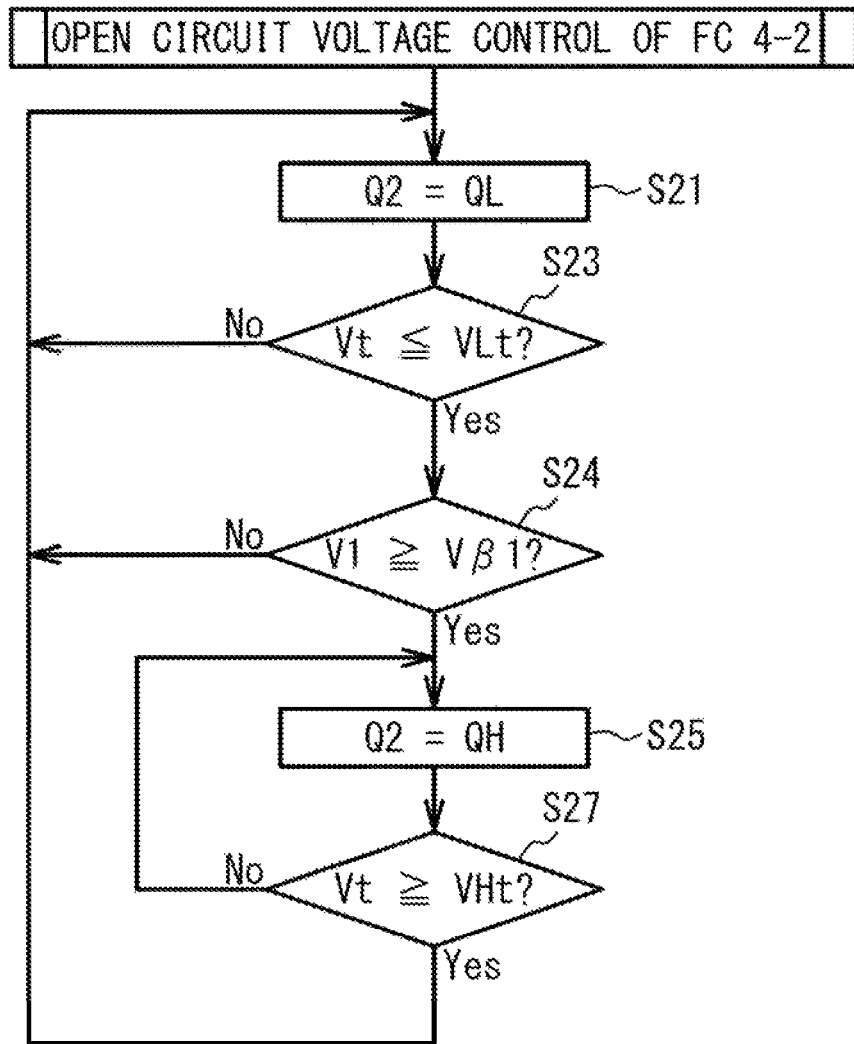 OPEN CIRCUIT VOLTAGE CONTROL OF FC 4-2
Q2 = QL
S21
S23
No
Vt ≦ VLt?
Yes
S24
No
V1 ≧ Vβ1?
Yes
Q2 = QH
S25
S27
No
Vt ≧ VHt?
Yes